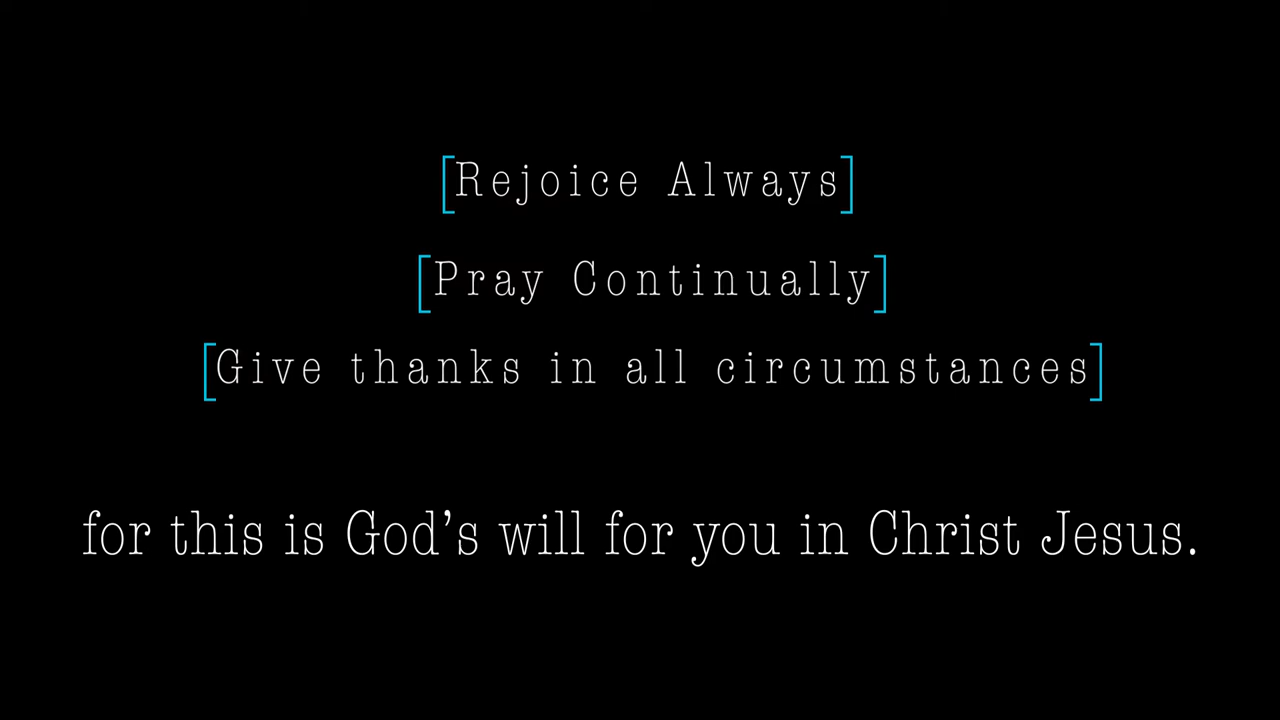 [Rejoice Always]
[Pray Continually]
[Give thanks in all circumstances]
for this is God’s will for you in Christ Jesus.